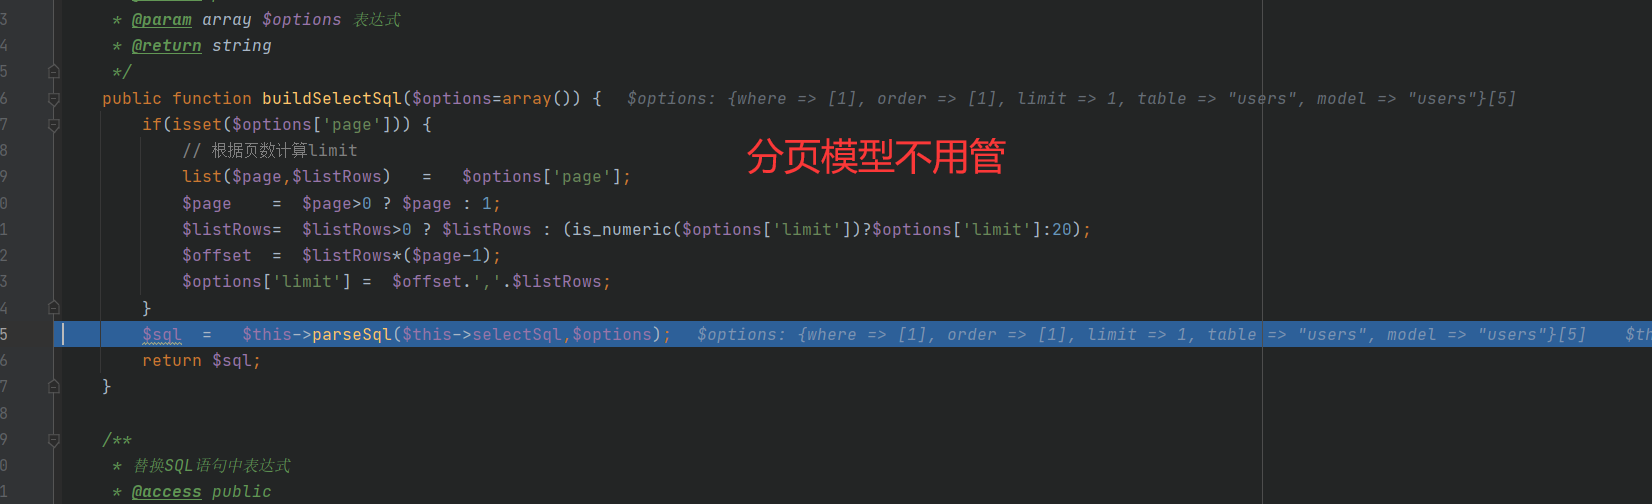 3 * @param array $options 表达式
4 * @return string
5 */
6 public function buildSelectSql($options=array()) { $options: {where => [1], order => [1], limit => 1, table => "users", model => "users"}[5]
7 if(isset($options['page'])) {
8 // 根据页数计算limit
分页模型不用管
9 list($page,$listRows) = $options['page'];
0 $page = $page>0 ? $page : 1;
1 $listRows= $listRows>0 ? $listRows : (is_numeric($options['limit'])?$options['limit']:20);
2 $offset = $listRows*($page-1);
3 $options['limit'] = $offset.','.$listRows;
4 }
5 $sql = $this->parseSql($this->selectSql,$options); $options: {where => [1], order => [1], limit => 1, table => "users", model => "users"}[5] $th
6 return $sql;
7 }
8
9 /**
0 * 替换SQL语句中表达式
1 * @access public